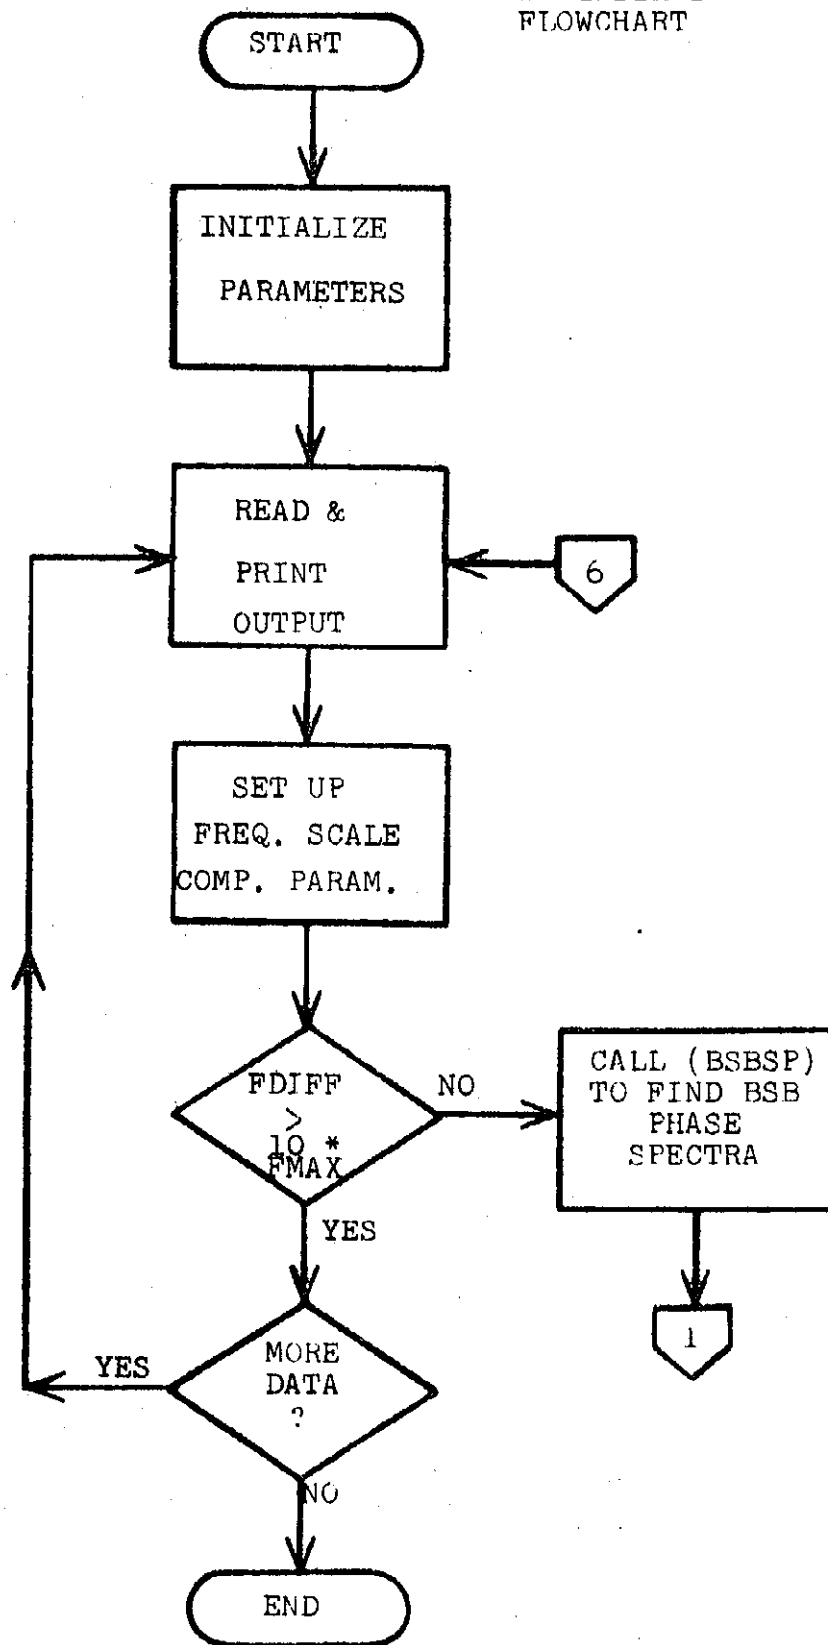 FLOWCHART
START
INITIALIZE
PARAMETERS
READ &
PRINT
OUTPUT
6
SET UP
FREQ. SCALE
COMP. PARAM.
FDIFF
>
10 *
FMAX
NO
CALL (BSBSP)
TO FIND BSB
PHASE
SPECTRA
YES
1
MORE
DATA
?
YES
NO
END